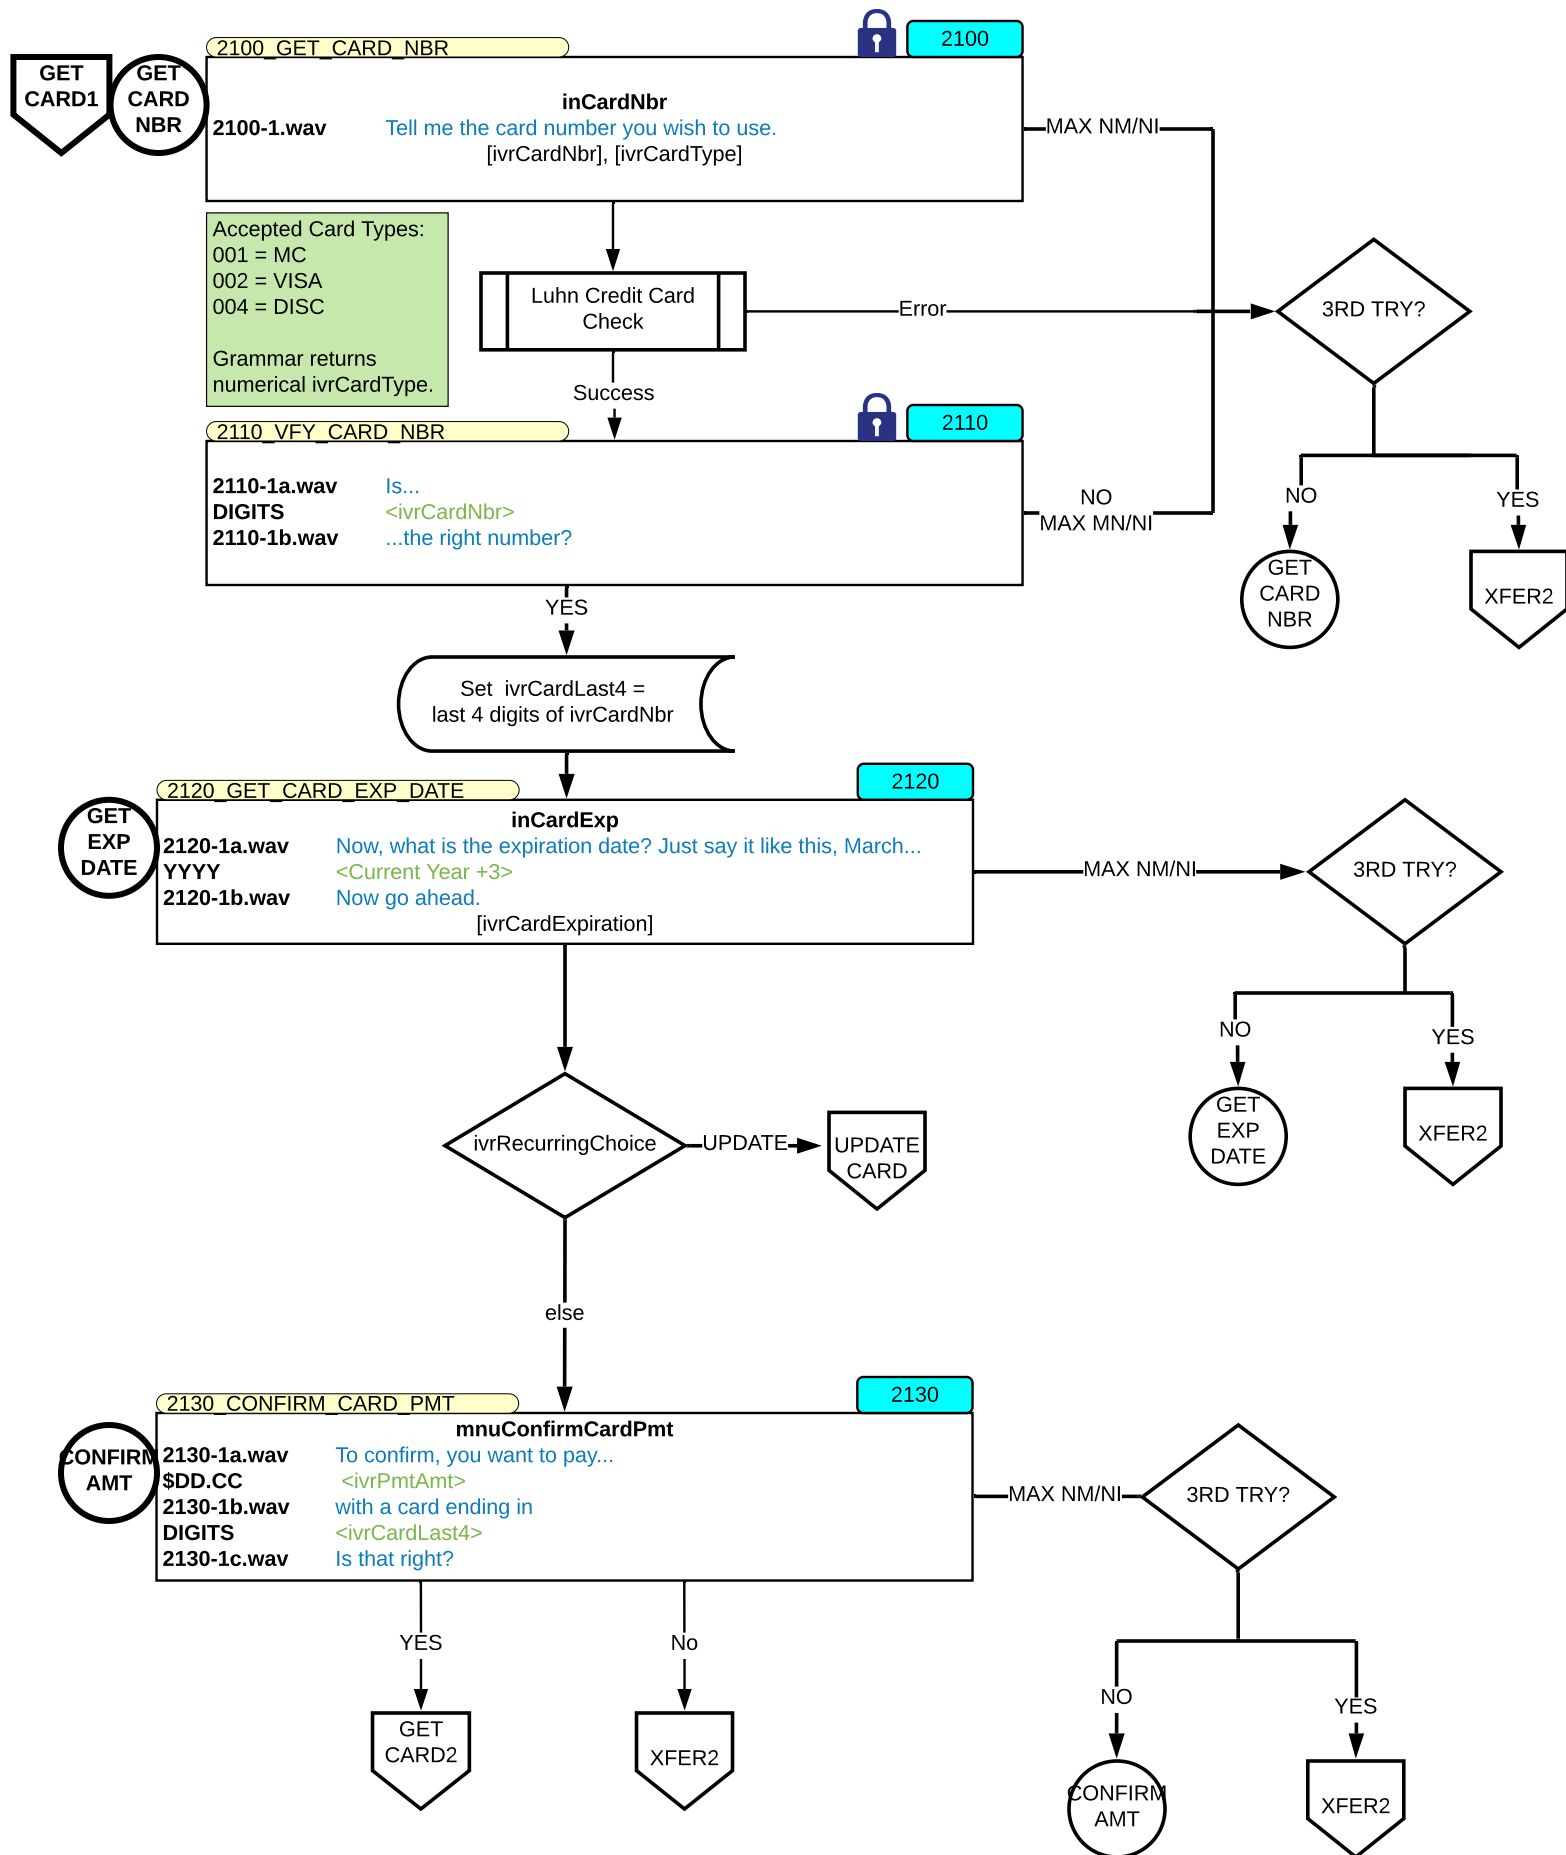 2100_GET_CARD_NBR
2100
GET
CARD1
GET
CARD
NBR
inCardNbr
2100-1.wav Tell me the card number you wish to use.
[ivrCardNbr], [ivrCardType]
MAX NM/NI
Accepted Card Types:
001 = MC
002 = VISA
004 = DISC
Grammar returns
numerical ivrCardType.
Luhn Credit Card
Check
Error
3RD TRY?
Success
2110_VFY_CARD_NBR
2110
2110-1a.wav Is...
DIGITS <ivrCardNbr>
2110-1b.wav ...the right number?
NO
MAX MN/NI
NO
YES
GET
CARD
NBR
XFER2
YES
Set  ivrCardLast4 =
last 4 digits of ivrCardNbr
2120_GET_CARD_EXP_DATE
2120
GET
EXP
DATE
inCardExp
2120-1a.wav Now, what is the expiration date? Just say it like this, March...
YYYY <Current Year +3>
2120-1b.wav Now go ahead.
[ivrCardExpiration]
MAX NM/NI
3RD TRY?
NO
YES
GET
EXP
DATE
XFER2
ivrRecurringChoice
UPDATE
UPDATE
CARD
else
2130_CONFIRM_CARD_PMT
2130
CONFIRM
AMT
mnuConfirmCardPmt
2130-1a.wav To confirm, you want to pay...
$DD.CC <ivrPmtAmt>
2130-1b.wav with a card ending in
DIGITS <ivrCardLast4>
2130-1c.wav Is that right?
MAX NM/NI
3RD TRY?
YES
No
GET
CARD2
XFER2
NO
YES
CONFIRM
AMT
XFER2